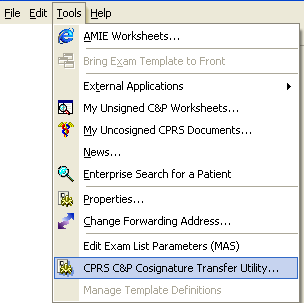 File Edit Tools Help
AMIE Worksheets...
Bring Exam Template to Front
External Applications
My Unsigned C&P Worksheets...
My Uncosigned CPRS Documents...
News...
Enterprise Search for a Patient
Properties...
Change Forwarding Address...
Edit Exam List Parameters (MAS)
CPRS C&P Cosignature Transfer Utility...
Manage Template Definitions